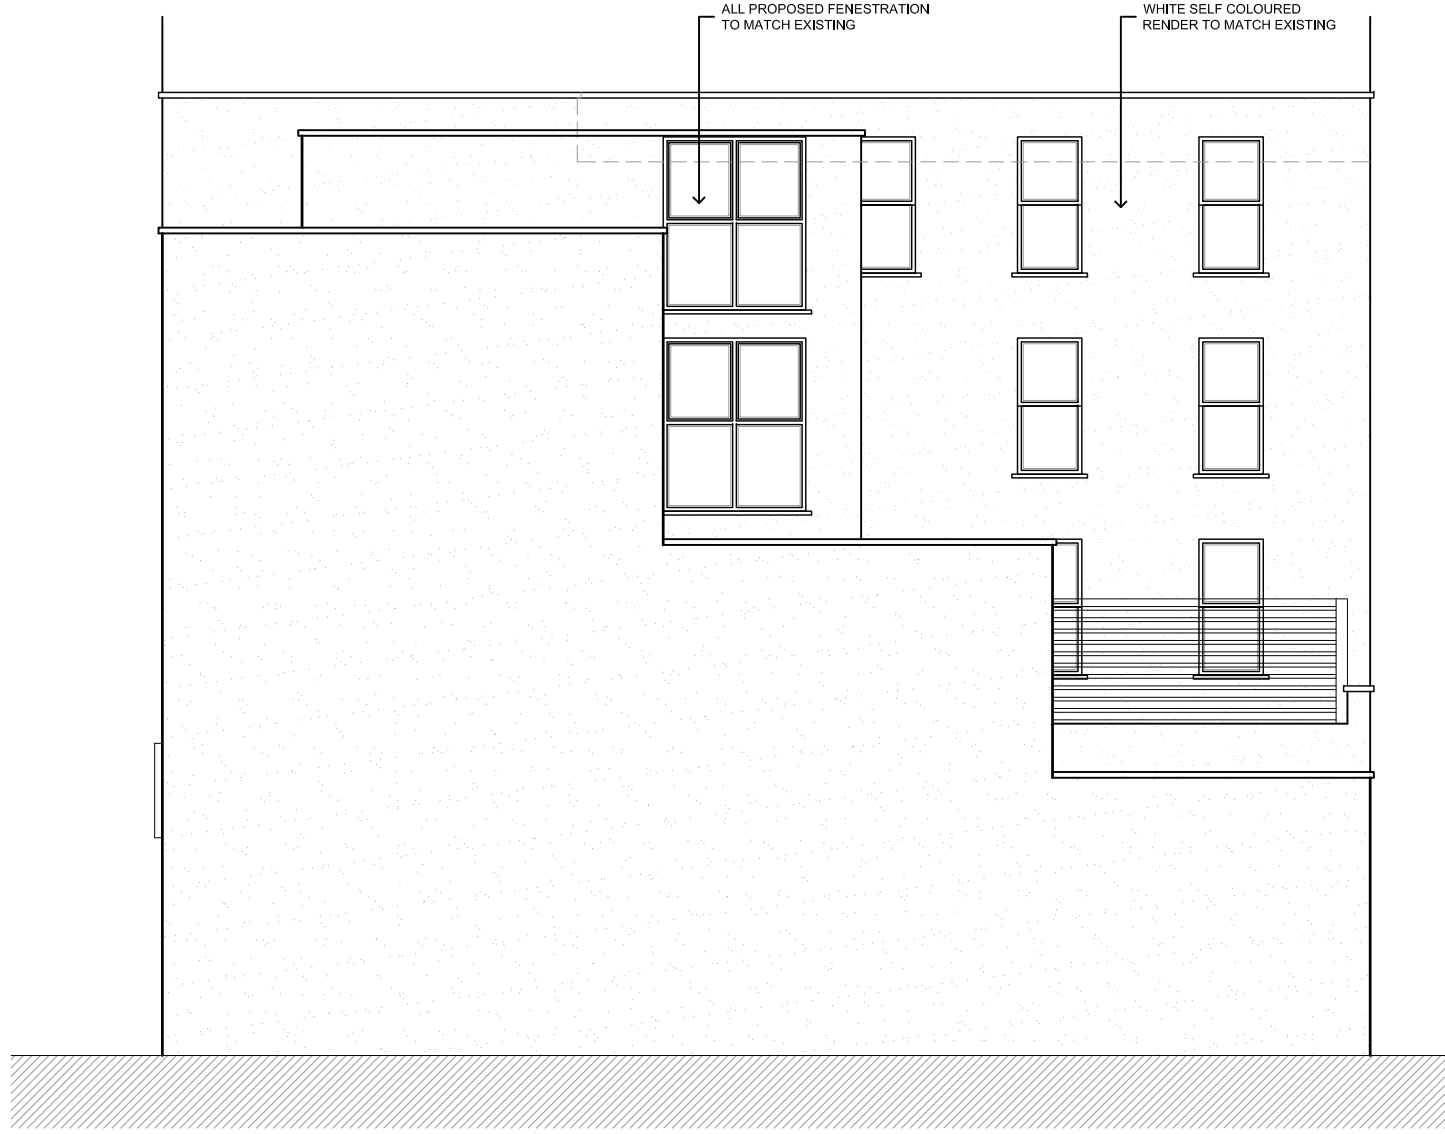 ALL PROPOSED FENESTRATION
TO MATCH EXISTING
WHITE SELF COLOURED
RENDER TO MATCH EXISTING